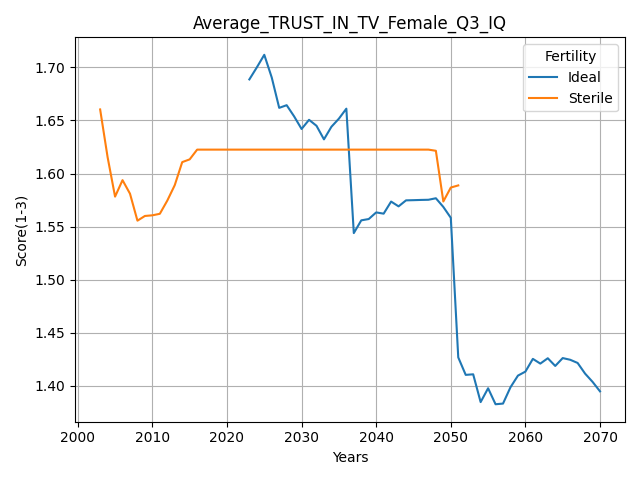 Average_TRUST_IN_TV_Female_Q3_IQ
Fertility
Ideal
Sterile
Score(1-3)
1.70
1.65
1.60
1.55
1.50
1.45
1.40
2000 2010 2020 2030 2040 2050 2060 2070
Years